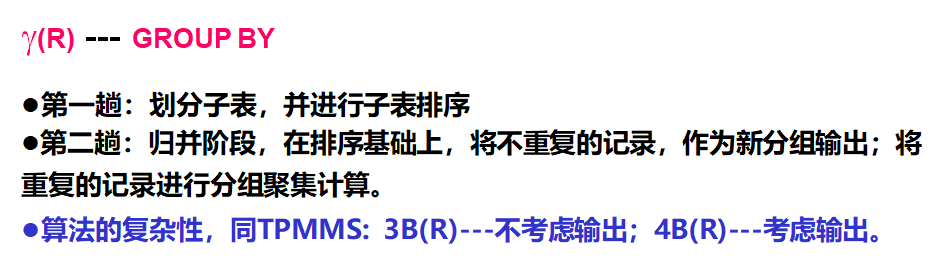 γ(R) --- GROUP BY
●第一趟：划分子表，并进行子表排序
●第二趟：归并阶段，在排序基础上，将不重复的记录，作为新分组输出；将
重复的记录进行分组聚集计算。
●算法的复杂性，同TPMMS: 3B(R)---不考虑输出；4B(R)---考虑输出。